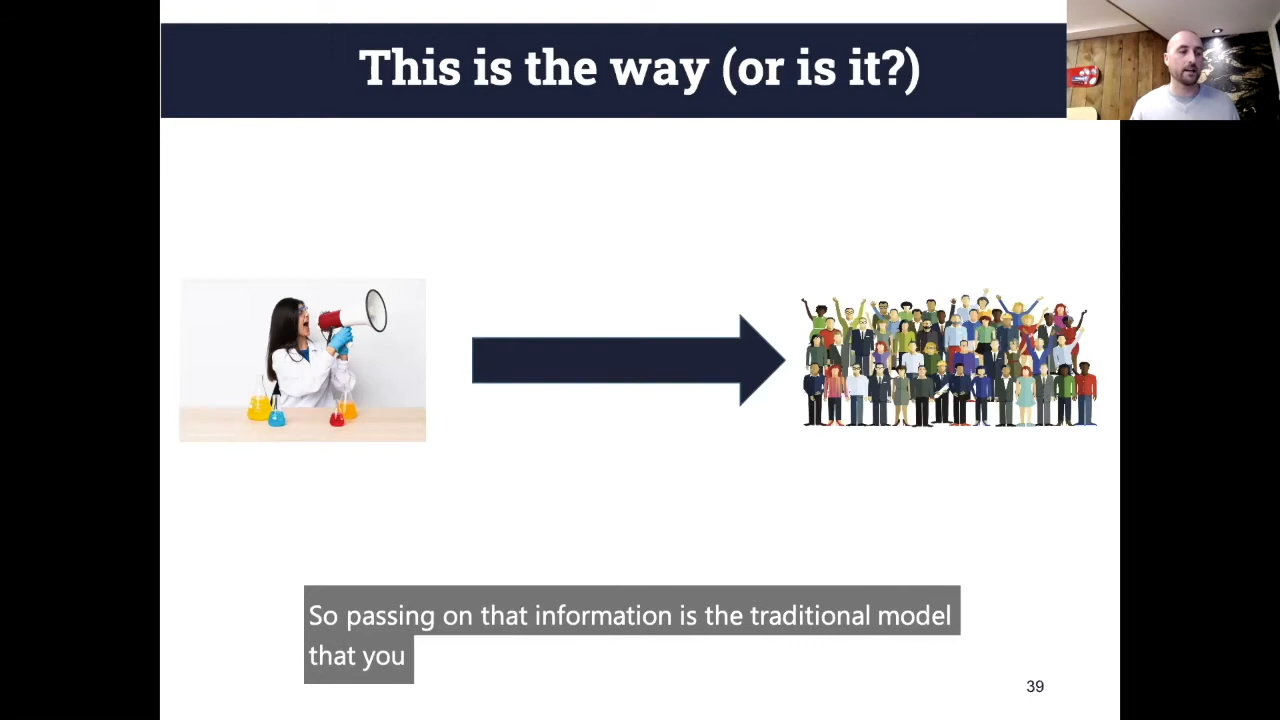 This is the way (or is it?)
So passing on that information is the traditional model
that you
39